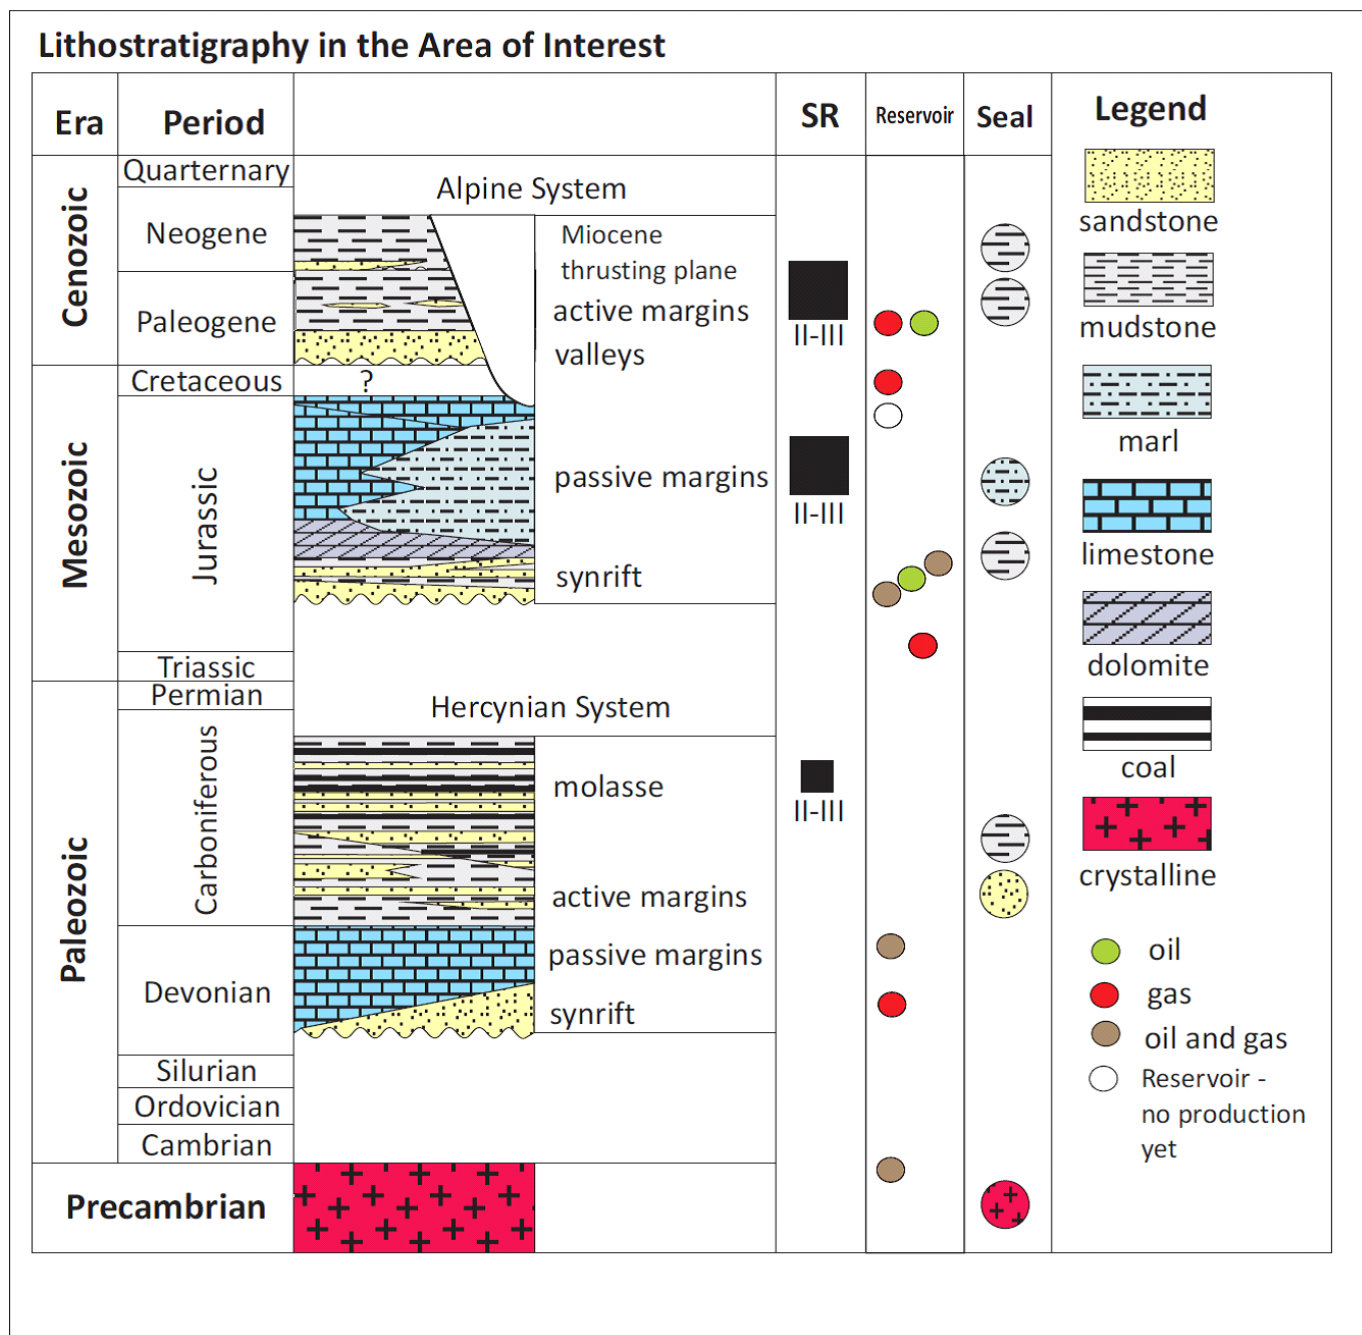 Lithostratigraphy in the Area of Interest
Era
Period
SR
Reservoir
Seal
Legend
Cenozoic
Quarternary
Neogene
Paleogene
Alpine System
Miocene
thrusting plane
active margins
valleys
II-III
Mesozoic
Cretaceous
?
Jurassic
passive margins
II-III
synrift
Triassic
Paleozoic
Permian
Hercynian System
Carboniferous
molasse
II-III
active margins
Devonian
passive margins
synrift
Silurian
Ordovician
Cambrian
Precambrian
sandstone
mudstone
marl
limestone
dolomite
coal
crystalline
oil
gas
oil and gas
Reservoir -
no production
yet